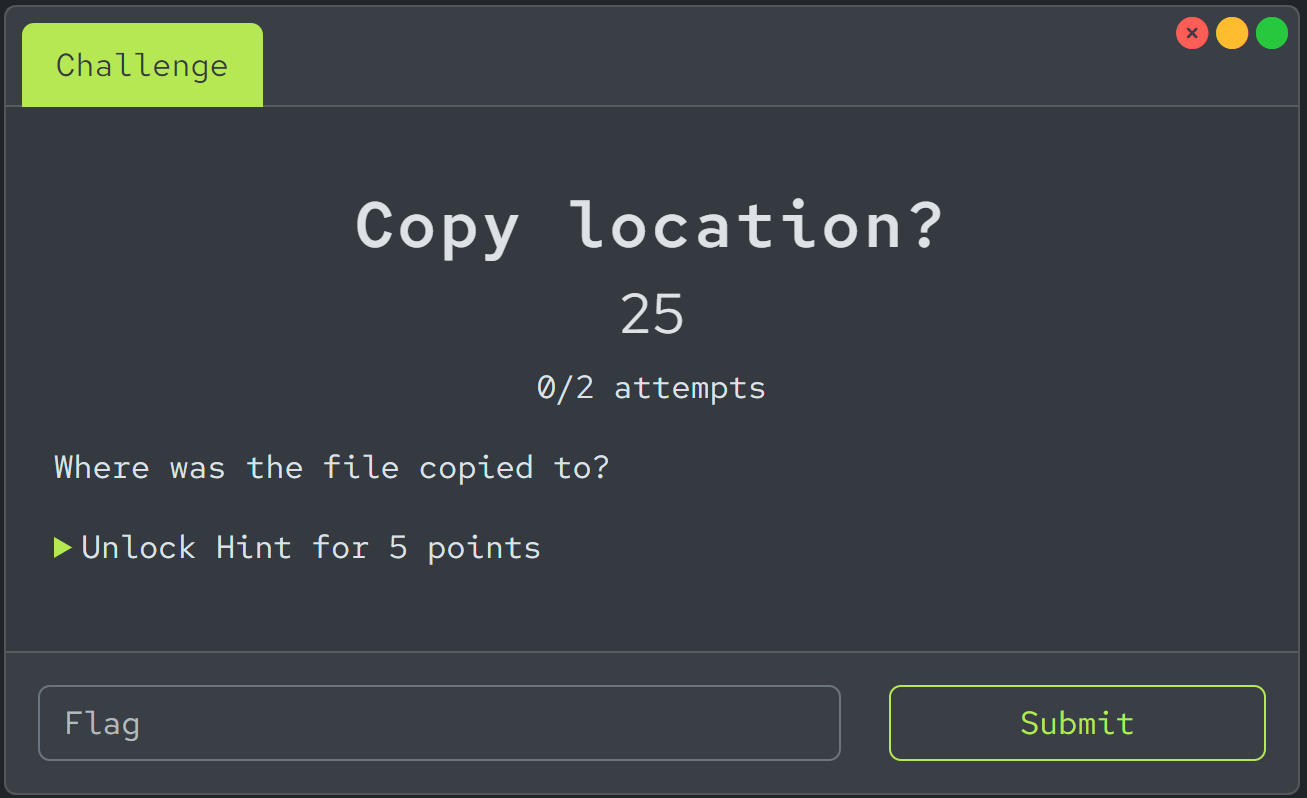 Challenge
Copy location?
25
0/2 attempts
Where was the file copied to?
Unlock Hint for 5 points
Flag
Submit